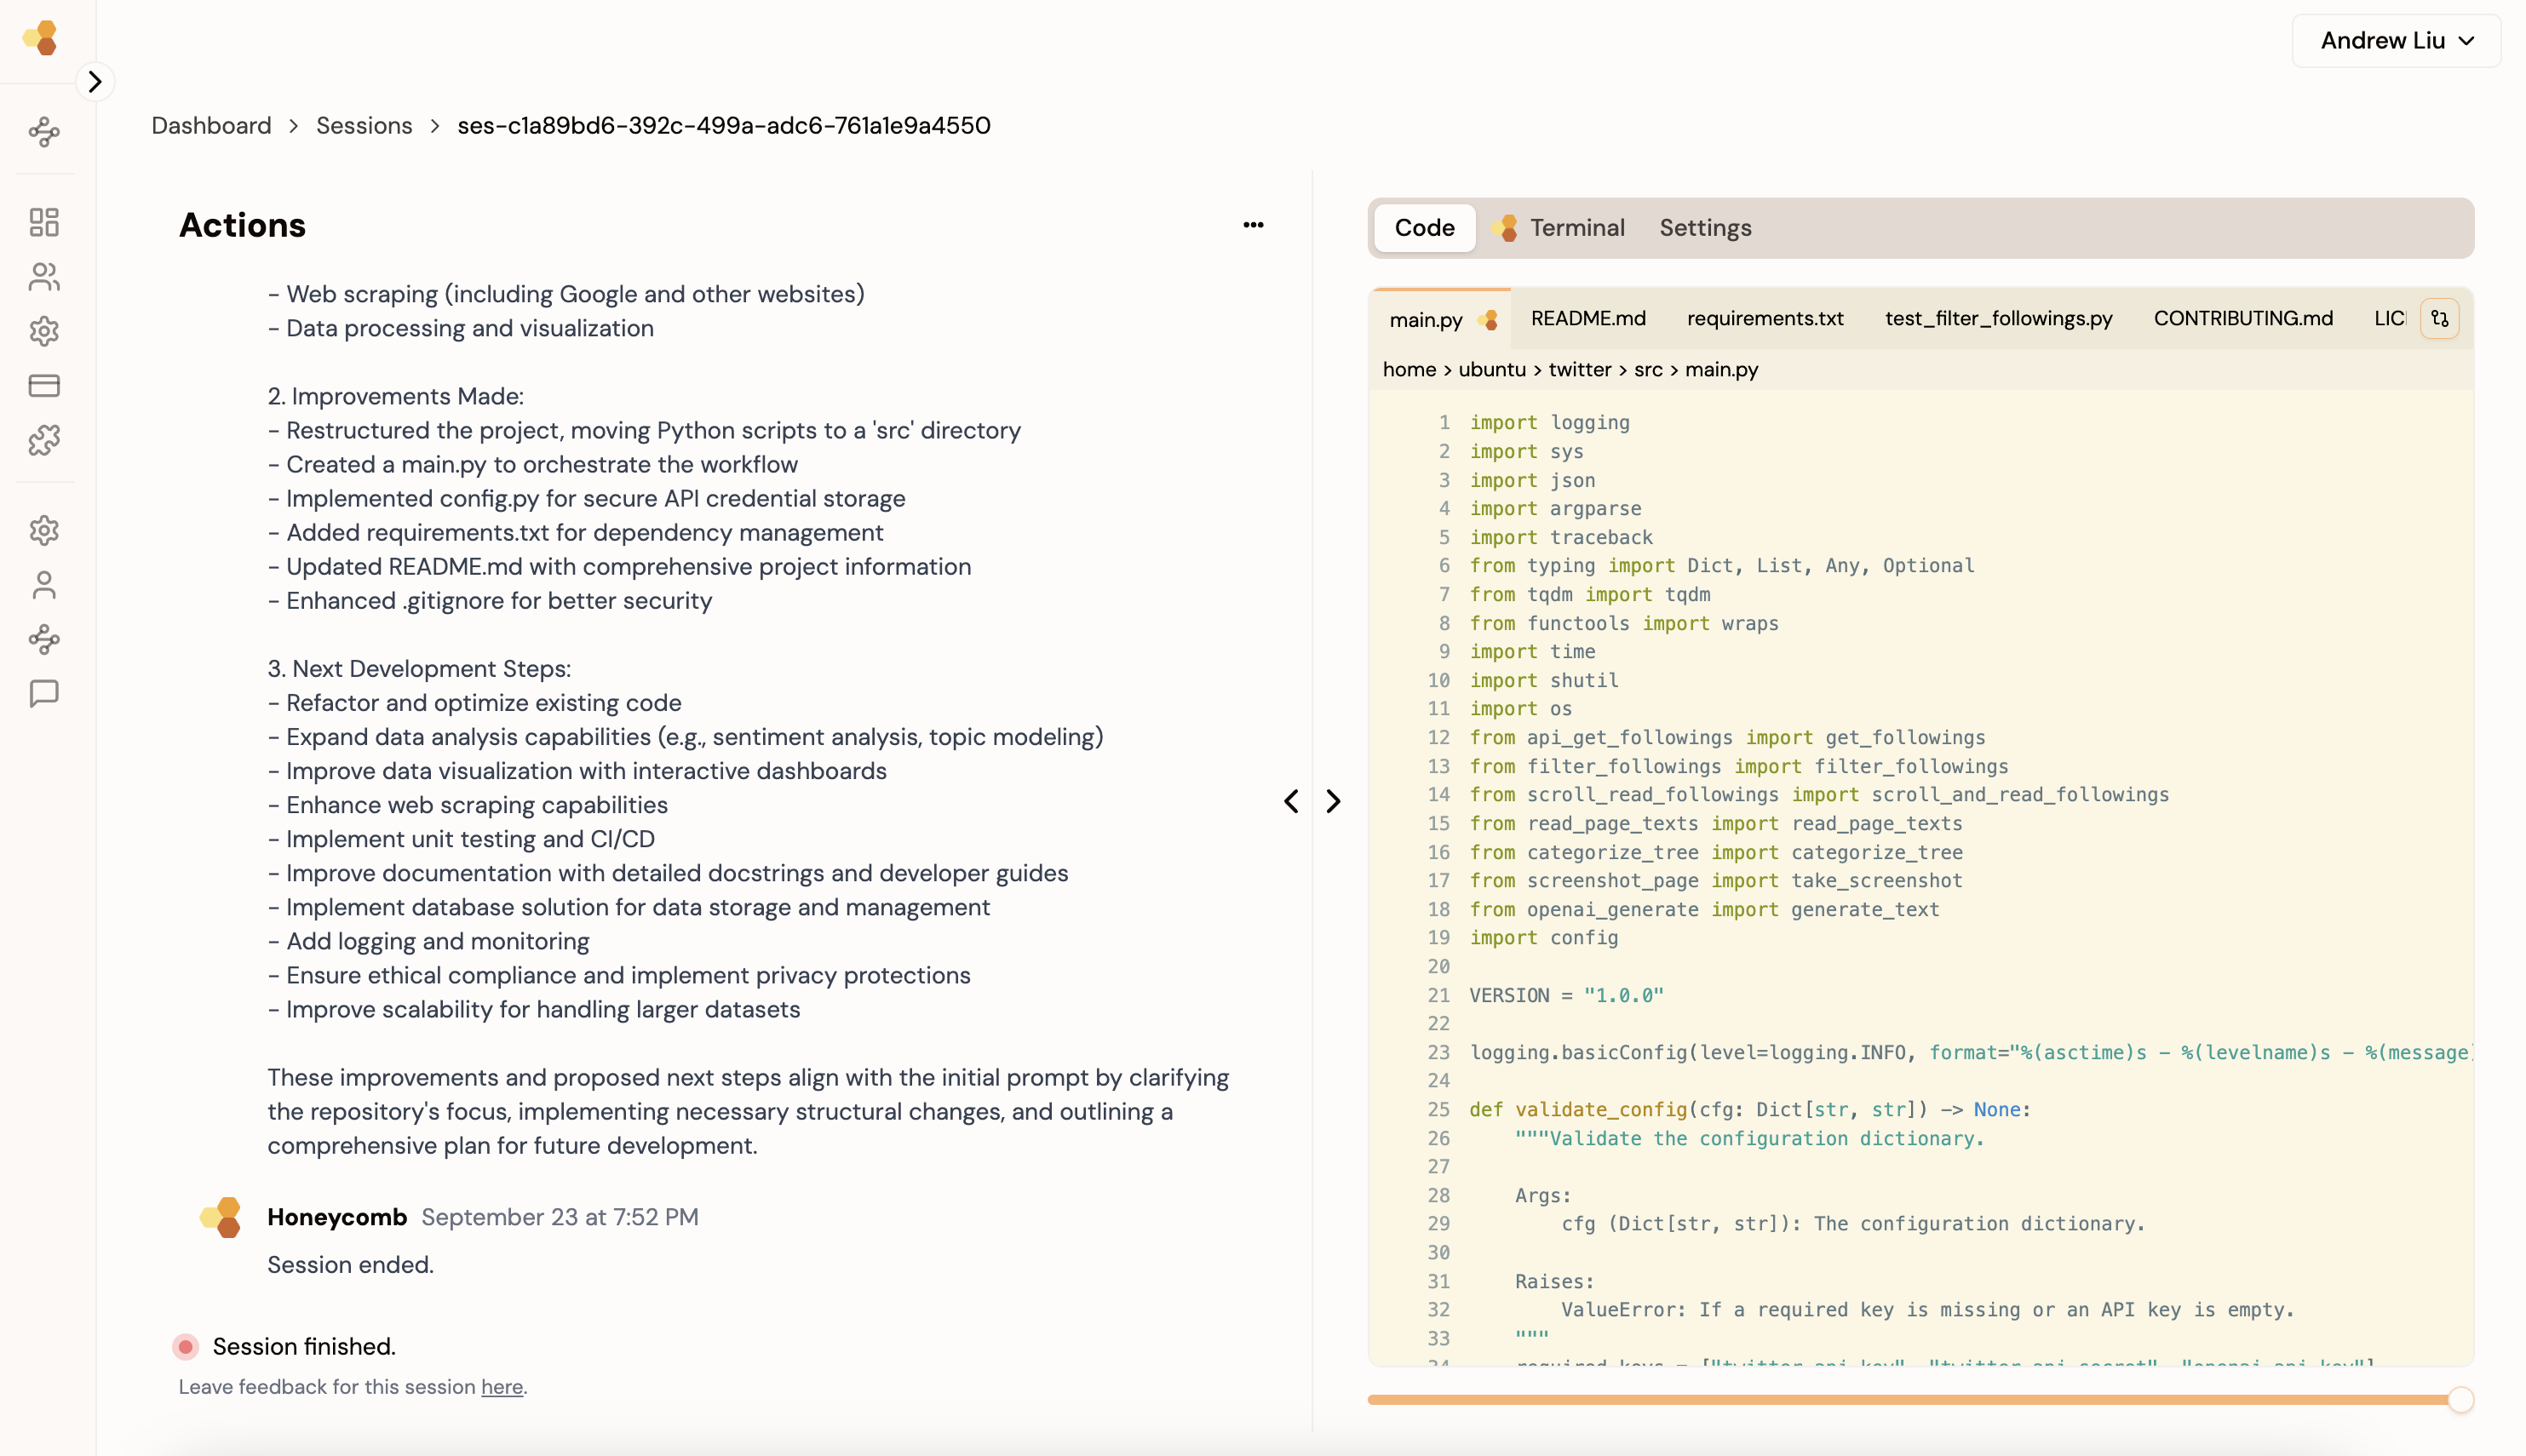 Andrew Liu
Dashboard > Sessions > ses-c1a89bd6-392c-499a-adc6-761a1e9a4550
Actions
- Web scraping (including Google and other websites)
- Data processing and visualization
2. Improvements Made:
- Restructured the project, moving Python scripts to a 'src' directory
- Created a main.py to orchestrate the workflow
- Implemented config.py for secure API credential storage
- Added requirements.txt for dependency management
- Updated README.md with comprehensive project information
- Enhanced .gitignore for better security
3. Next Development Steps:
- Refactor and optimize existing code
- Expand data analysis capabilities (e.g., sentiment analysis, topic modeling)
- Improve data visualization with interactive dashboards
- Enhance web scraping capabilities
- Implement unit testing and CI/CD
- Improve documentation with detailed docstrings and developer guides
- Implement database solution for data storage and management
- Add logging and monitoring
- Ensure ethical compliance and implement privacy protections
- Improve scalability for handling larger datasets
These improvements and proposed next steps align with the initial prompt by clarifying
the repository's focus, implementing necessary structural changes, and outlining a
comprehensive plan for future development.
Honeycomb September 23 at 7:52 PM
Session ended.
Session finished.
Leave feedback for this session here.
Code Terminal Settings
main.py README.md requirements.txt test_filter_followings.py CONTRIBUTING.md LIC
home > ubuntu > twitter > src > main.py
1 import logging
2 import sys
3 import json
4 import argparse
5 import traceback
6 from typing import Dict, List, Any, Optional
7 from tqdm import tqdm
8 from functools import wraps
9 import time
10 import shutil
11 import os
12 from api_get_followings import get_followings
13 from filter_followings import filter_followings
14 from scroll_read_followings import scroll_and_read_followings
15 from read_page_texts import read_page_texts
16 from categorize_tree import categorize_tree
17 from screenshot_page import take_screenshot
18 from openai_generate import generate_text
19 import config
20
21 VERSION = "1.0.0"
22
23 logging.basicConfig(level=logging.INFO, format="%(asctime)s - %(levelname)s - %(message)
24
25 def validate_config(cfg: Dict[str, str]) -> None:
26 """Validate the configuration dictionary.
27
28 Args:
29 cfg (Dict[str, str]): The configuration dictionary.
30
31 Raises:
32 ValueError: If a required key is missing or an API key is empty.
33 """
34 required_keys = ["twitter_api_key", "twitter_api_secret", "openai_api_key"]